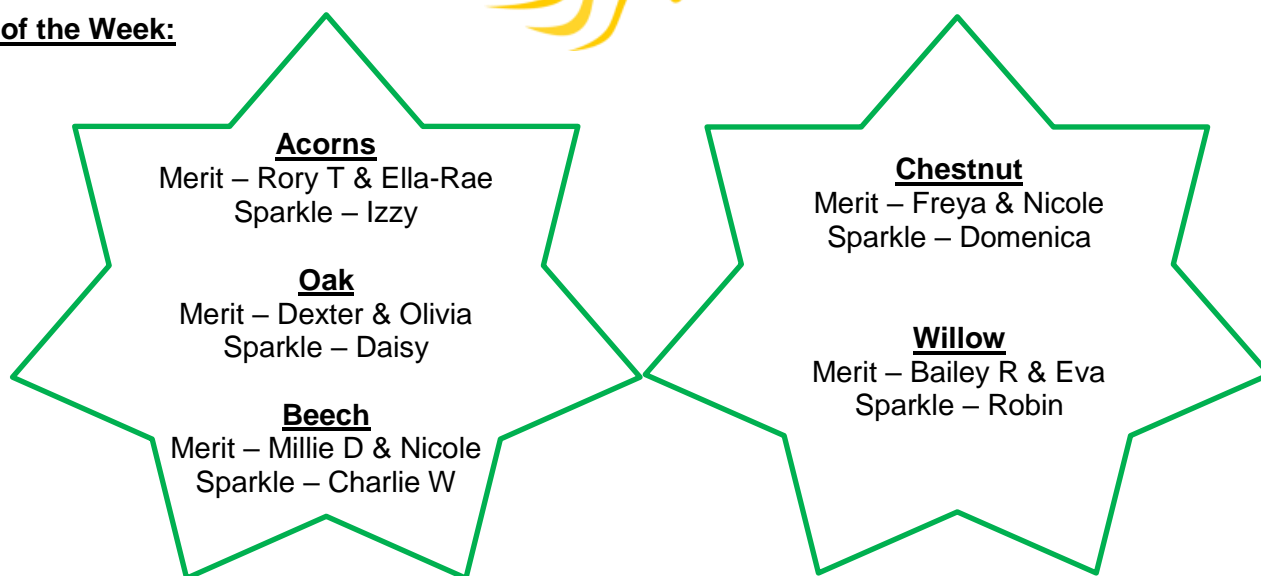 of the Week:
Acorns
Merit – Rory T & Ella-Rae
Sparkle – Izzy
Oak
Merit – Dexter & Olivia
Sparkle – Daisy
Beech
Merit – Millie D & Nicole
Sparkle – Charlie W
Chestnut
Merit – Freya & Nicole
Sparkle – Domenica
Willow
Merit – Bailey R & Eva
Sparkle – Robin